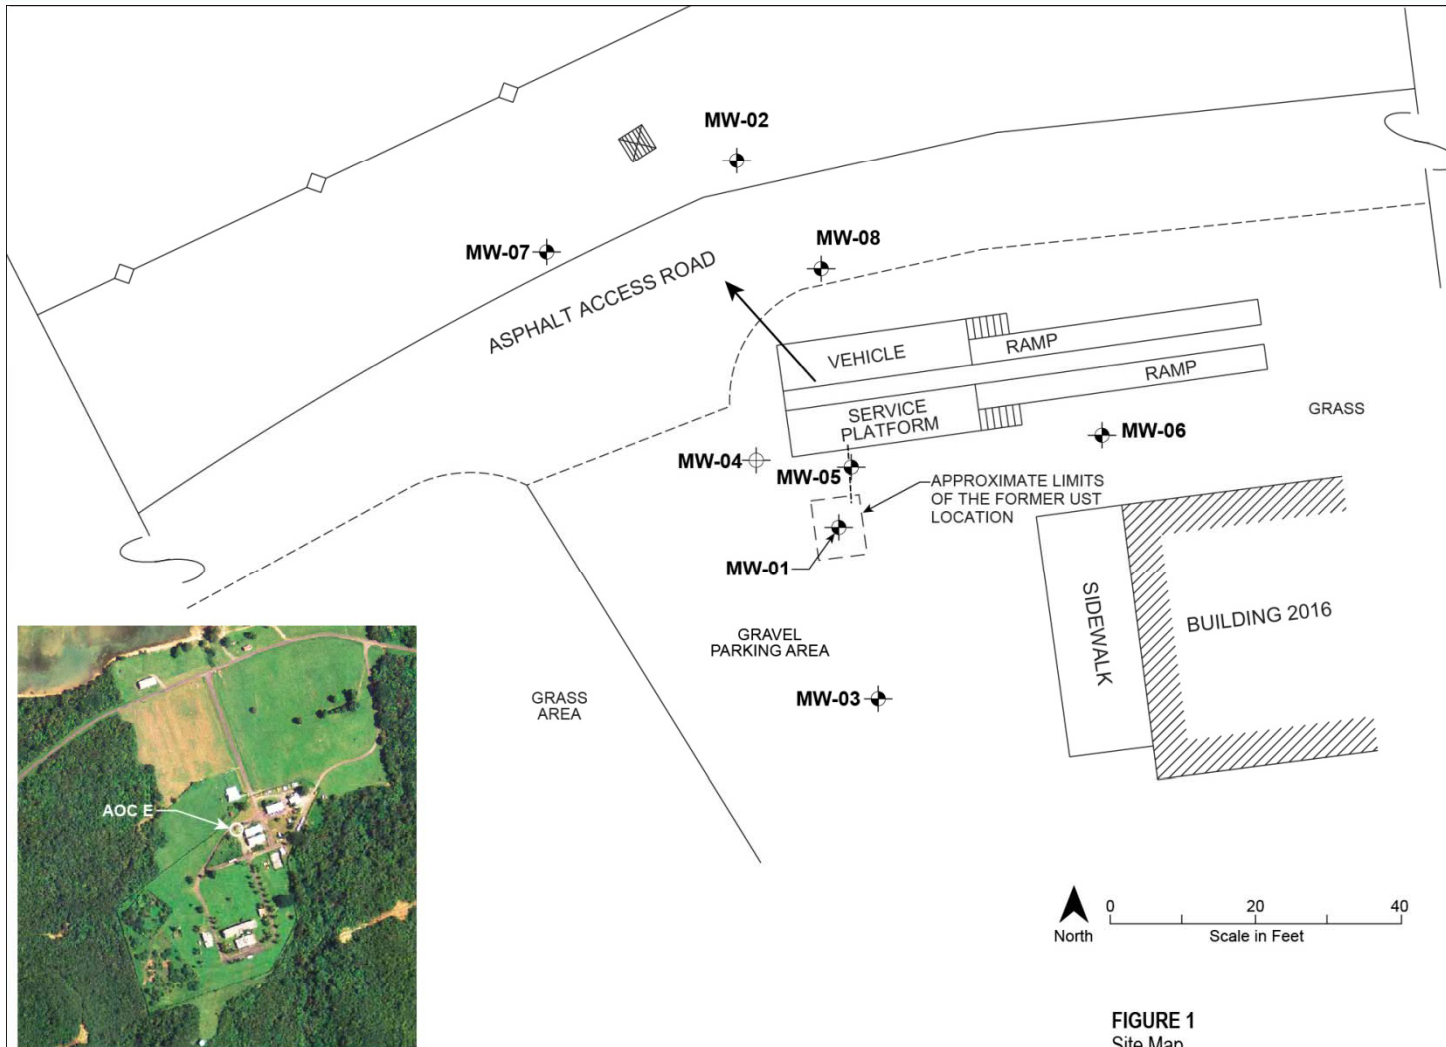 MW-02
MW-07
MW-08
ASPHALT ACCESS ROAD
VEHICLE
RAMP
RAMP
SERVICE
PLATFORM
GRASS
MW-06
MW-04
MW-05
APPROXIMATE LIMITS
OF THE FORMER UST
LOCATION
MW-01
SIDEWALK
BUILDING 2016
GRAVEL
PARKING AREA
GRASS
AREA
MW-03
AOC E
North
0 20 40
Scale in Feet
FIGURE 1
Site Map